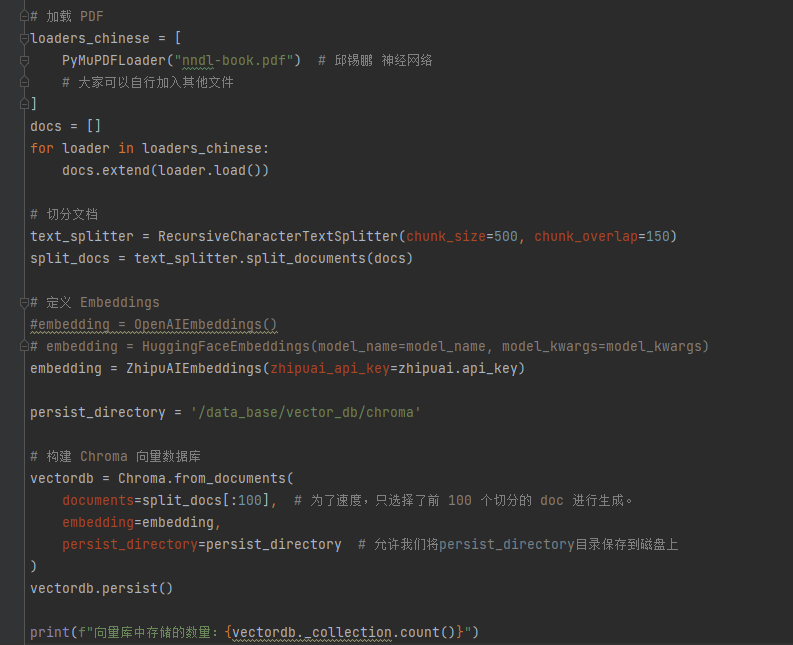 # 加载 PDF
loaders_chinese = [
    PyMuPDFLoader("nndl-book.pdf")  # 邱锡鹏 神经网络
    # 大家可以自行加入其他文件
]
docs = []
for loader in loaders_chinese:
    docs.extend(loader.load())

# 切分文档
text_splitter = RecursiveCharacterTextSplitter(chunk_size=500, chunk_overlap=150)
split_docs = text_splitter.split_documents(docs)

# 定义 Embeddings
#embedding = OpenAIEmbeddings()
# embedding = HuggingFaceEmbeddings(model_name=model_name, model_kwargs=model_kwargs)
embedding = ZhipuAIEmbeddings(zhipuai_api_key=zhipuai.api_key)

persist_directory = '/data_base/vector_db/chroma'

# 构建 Chroma 向量数据库
vectordb = Chroma.from_documents(
    documents=split_docs[:100],  # 为了速度，只选择了前 100 个切分的 doc 进行生成。
    embedding=embedding,
    persist_directory=persist_directory  # 允许我们将persist_directory目录保存到磁盘上
)
vectordb.persist()

print(f"向量库中存储的数量：{vectordb._collection.count()}")